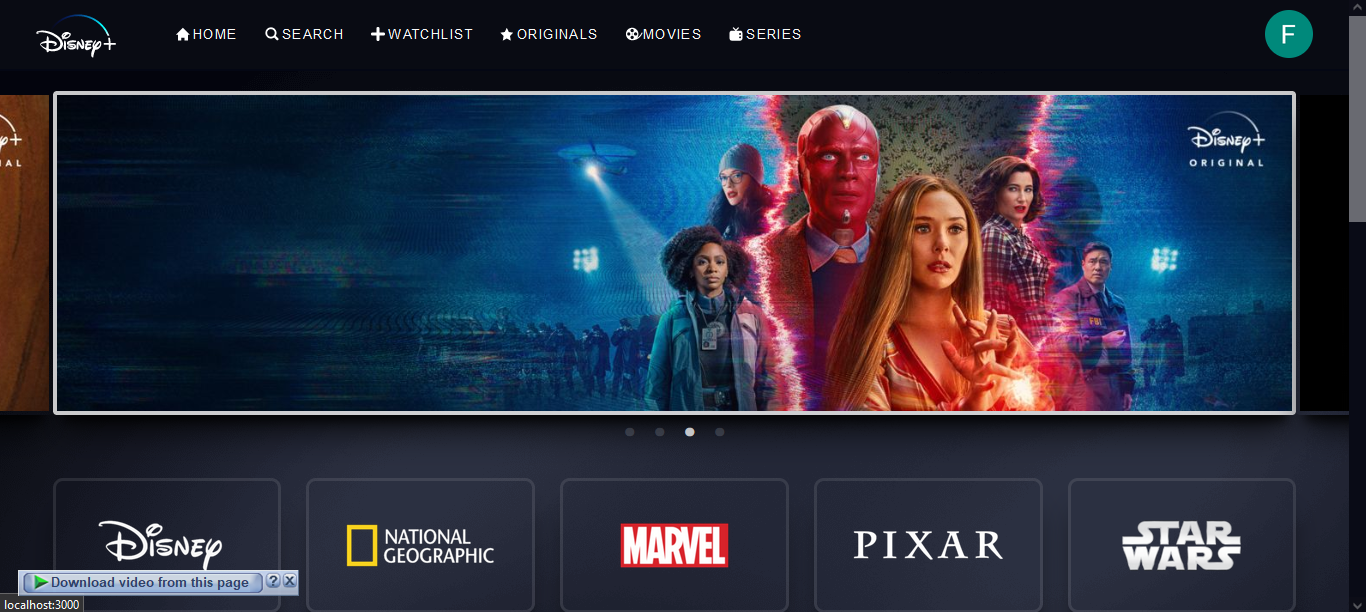 Disney+
HOME
SEARCH
WATCHLIST
ORIGINALS
MOVIES
SERIES
F
Disney+
ORIGINAL
FBI
Disney
NATIONAL
GEOGRAPHIC
MARVEL
PIXAR
STAR
WARS
Download video from this page
?
X
localhost:3000